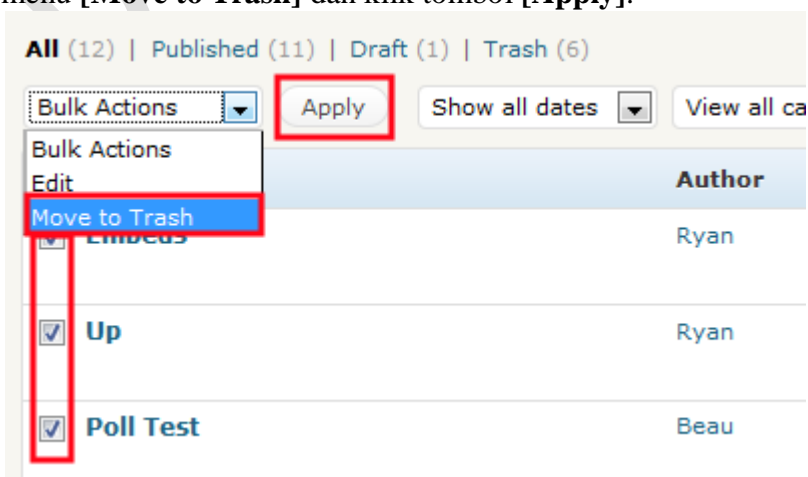 menu [Move to Trash] dan klik tombol [Apply].
All (12) | Published (11) | Draft (1) | Trash (6)
Bulk Actions Apply Show all dates View all ca
Bulk Actions
Edit
Author
Move to Trash
Embeds Ryan
Up Ryan
Poll Test Beau